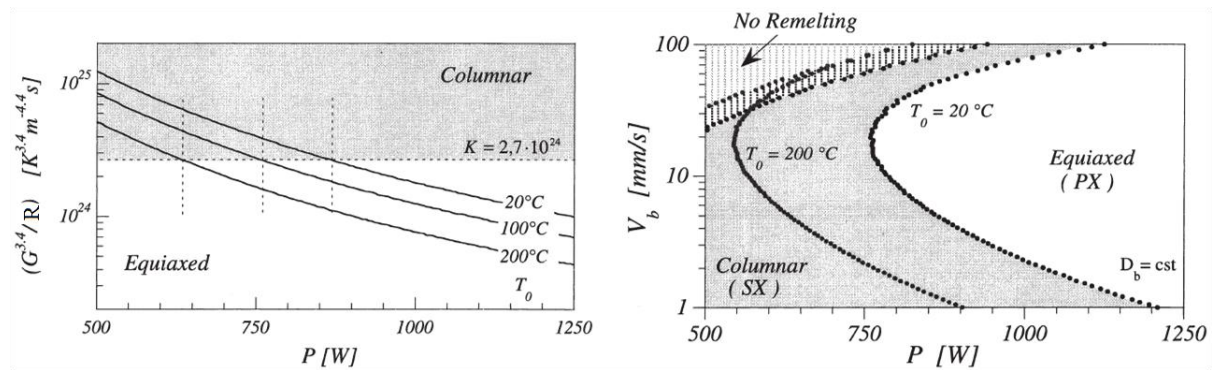 (G^3.4/R) [K^3.4 m^-4.4 s]
10^25
10^24
Columnar
K = 2,7·10^24
20°C
100°C
200°C
T_0
Equiaxed
500
750
1000
1250
P [W]
No Remelting
V_b [mm/s]
100
10
1
T_0 = 20 °C
T_0 = 200 °C
Equiaxed
( PX )
Columnar
( SX )
D_b = cst
500
750
1000
1250
P [W]